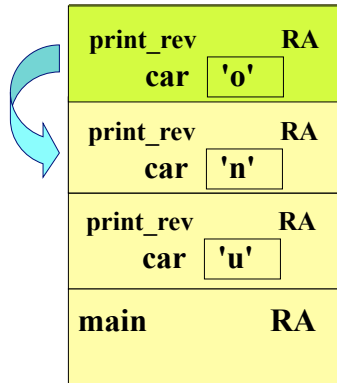 print_rev RA
car 'o'
print_rev RA
car 'n'
print_rev RA
car 'u'
main RA